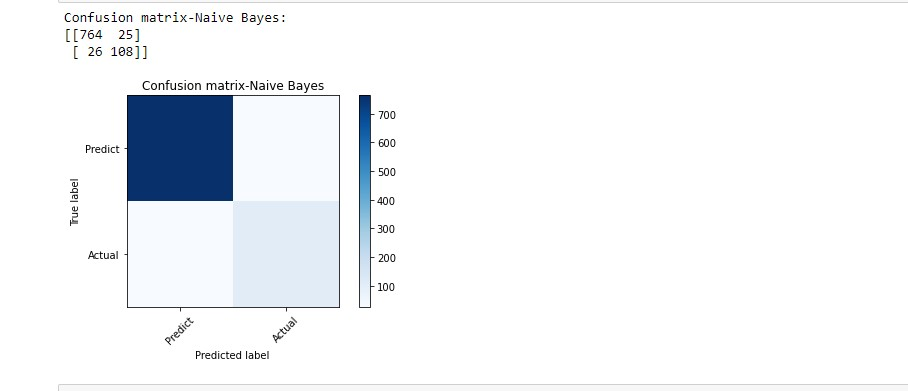 Confusion matrix-Naive Bayes:
[[764  25]
 [ 26 108]]
Confusion matrix-Naive Bayes
700
600
500
400
300
200
100
Predict
Actual
True label
Predict
Actual
Predicted label